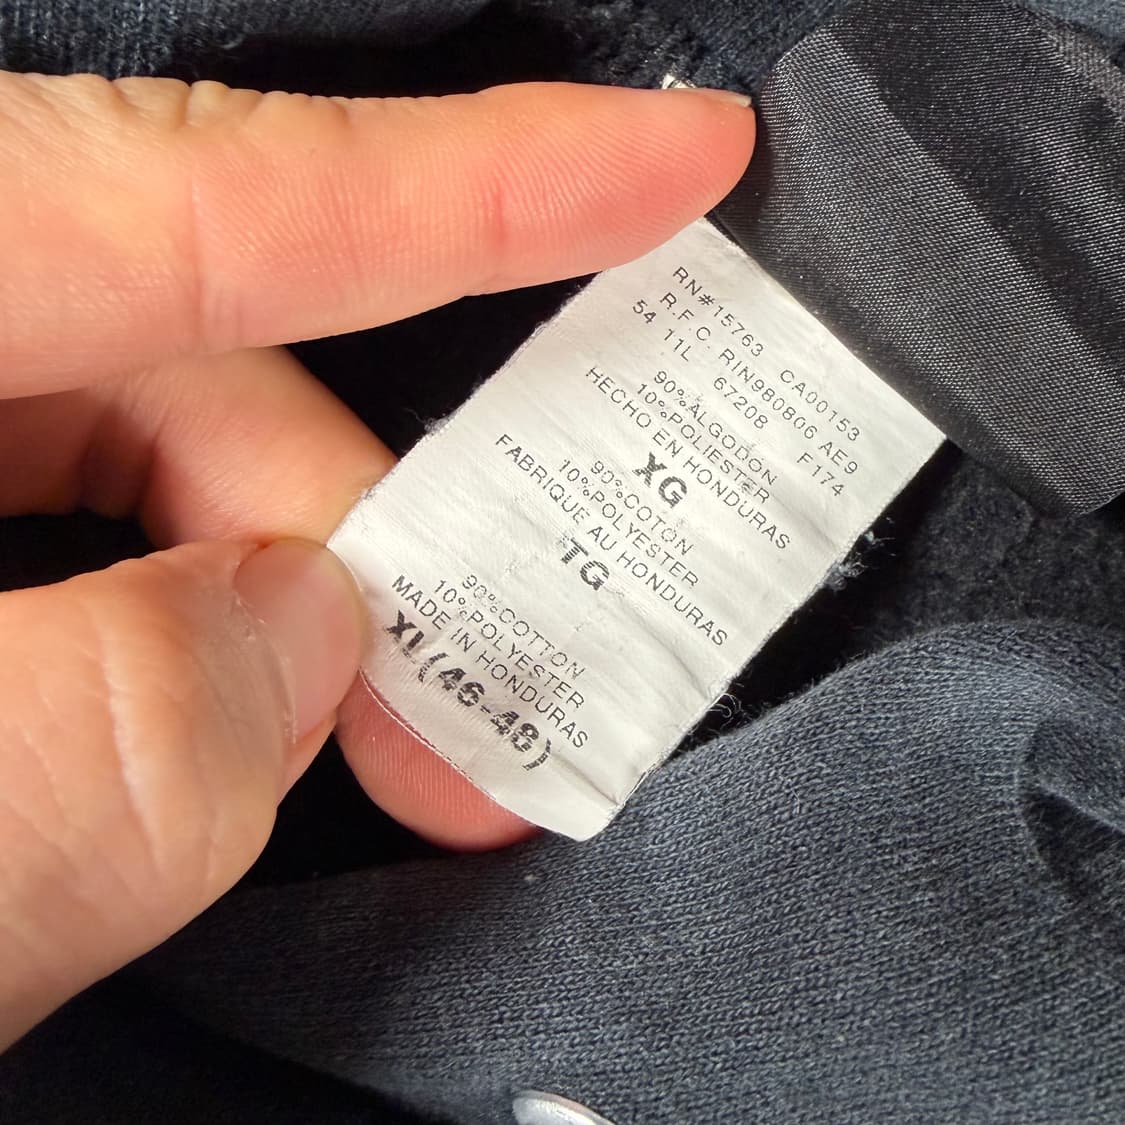 RN#15763 CA00153
R.F.C. RIN980806 AE9
54 11L 67208 F174
90%ALGODON
10%POLIESTER
HECHO EN HONDURAS
XG
90%COTON
10%POLYESTER
FABRIQUE AU HONDURAS
TG
90%COTTON
10%POLYESTER
MADE IN HONDURAS
XL(46-48)